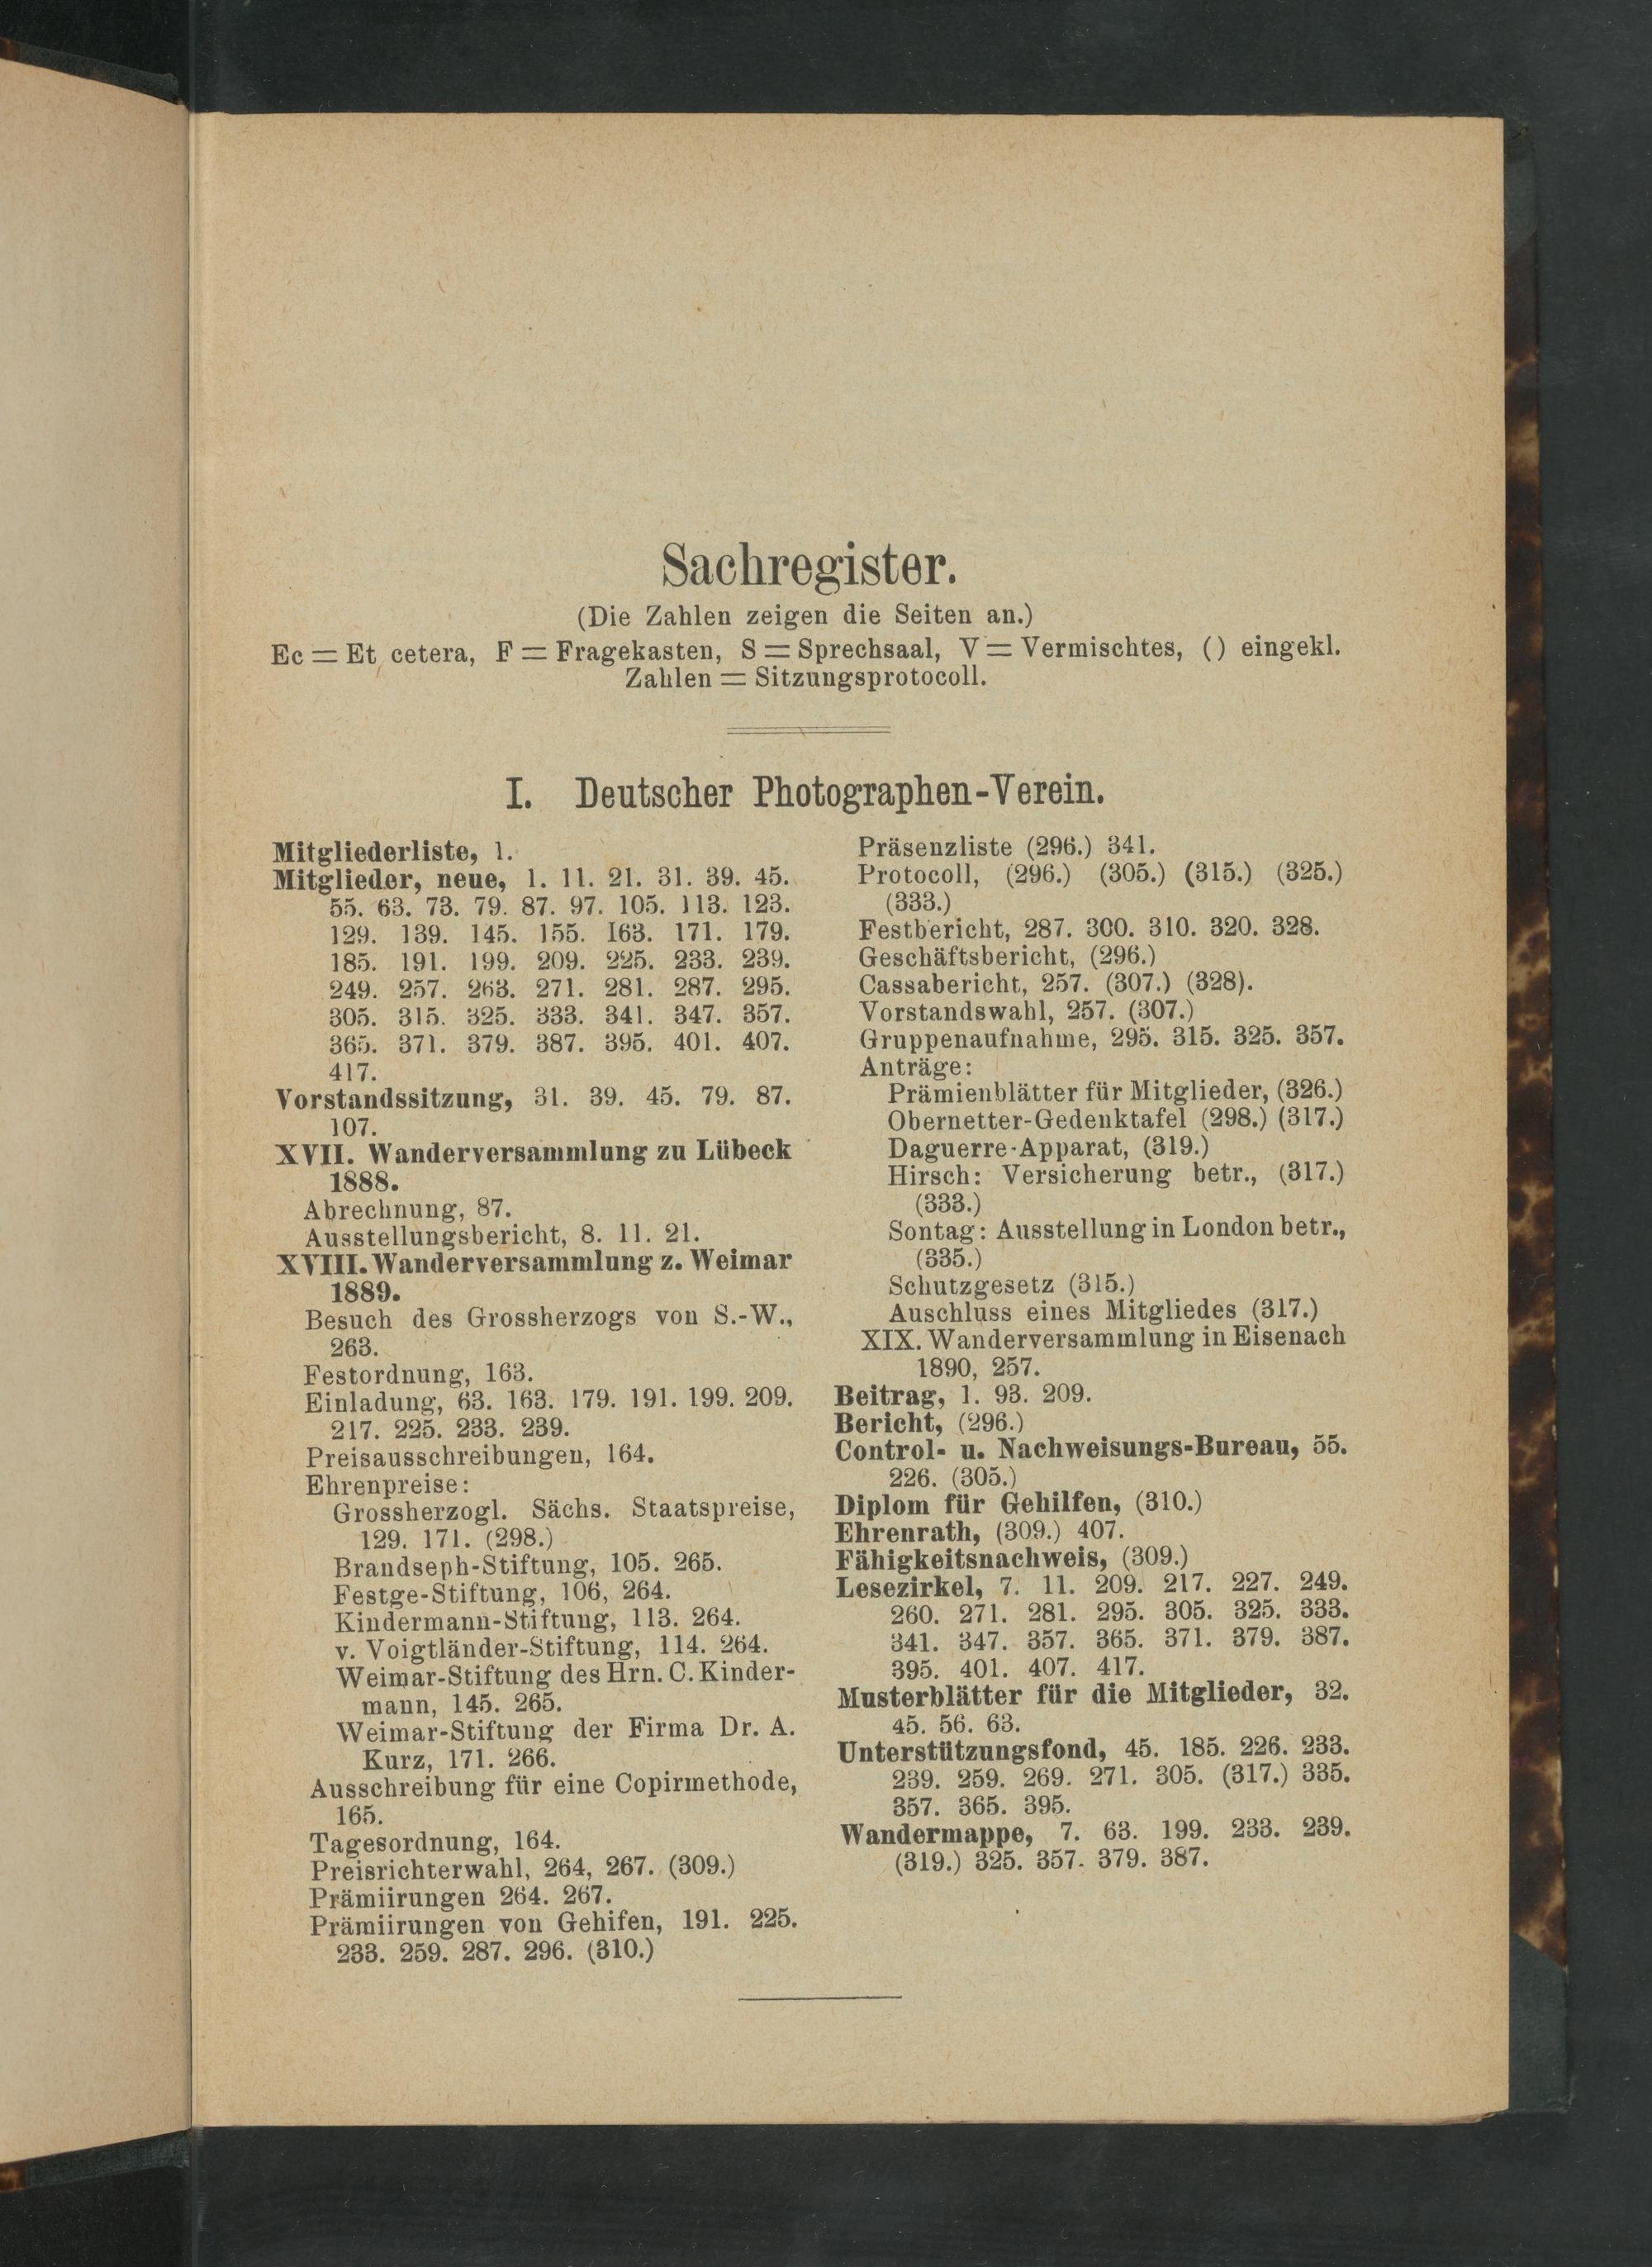 Sachregister.
(Die Zahlen zeigen die Seiten an.)
Ec = Et cetera, F = Fragekasten, S = Sprechsaal, V = Vermischtes, () eingekl.
Zahlen = Sitzungsprotocoll.
I. Deutscher Photographen-Verein.
Mitgliederliste, 1.
Mitglieder, neue, 1. 11. 21. 31. 39. 45.
55. 63. 73. 79. 87. 97. 105. 113. 123.
129. 139. 145. 155. 163. 171. 179.
185. 191. 199. 209. 225. 233. 239.
249. 257. 263. 271. 281. 287. 295.
305. 315. 325. 333. 341. 347. 357.
365. 371. 379. 387. 395. 401. 407.
417.
Vorstandssitzung, 31. 39. 45. 79. 87.
107.
XVII. Wanderversammlung zu Lübeck
1888.
Abrechnung, 87.
Ausstellungsbericht, 8. 11. 21.
XVIII. Wanderversammlung z. Weimar
1889.
Besuch des Grossherzogs von S.-W.,
263.
Festordnung, 163.
Einladung, 63. 163. 179. 191. 199. 209.
217. 225. 233. 239.
Preisausschreibungen, 164.
Ehrenpreise:
Grossherzogl. Sächs. Staatspreise,
129. 171. (298.)
Brandseph-Stiftung, 105. 265.
Festge-Stiftung, 106, 264.
Kindermann-Stiftung, 113. 264.
v. Voigtländer-Stiftung, 114. 264.
Weimar-Stiftung des Hrn. C. Kinder-
mann, 145. 265.
Weimar-Stiftung der Firma Dr. A.
Kurz, 171. 266.
Ausschreibung für eine Copirmethode,
165.
Tagesordnung, 164.
Preisrichterwahl, 264, 267. (309.)
Prämiirungen 264. 267.
Prämiirungen von Gehifen, 191. 225.
233. 259. 287. 296. (310.)
Präsenzliste (296.) 341.
Protocoll, (296.) (305.) (315.) (325.)
(333.)
Festbericht, 287. 300. 310. 320. 328.
Geschäftsbericht, (296.)
Cassabericht, 257. (307.) (328).
Vorstandswahl, 257. (307.)
Gruppenaufnahme, 295. 315. 325. 357.
Anträge:
Prämienblätter für Mitglieder, (326.)
Obernetter-Gedenktafel (298.) (317.)
Daguerre-Apparat, (319.)
Hirsch: Versicherung betr., (317.)
(333.)
Sontag: Ausstellung in London betr.,
(335.)
Schutzgesetz (315.)
Auschluss eines Mitgliedes (317.)
XIX. Wanderversammlung in Eisenach
1890, 257.
Beitrag, 1. 93. 209.
Bericht, (296.)
Control- u. Nachweisungs-Bureau, 55.
226. (305.)
Diplom für Gehilfen, (310.)
Ehrenrath, (309.) 407.
Fähigkeitsnachweis, (309.)
Lesezirkel, 7. 11. 209. 217. 227. 249.
260. 271. 281. 295. 305. 325. 333.
341. 347. 357. 365. 371. 379. 387.
395. 401. 407. 417.
Musterblätter für die Mitglieder, 32.
45. 56. 63.
Unterstützungsfond, 45. 185. 226. 233.
239. 259. 269. 271. 305. (317.) 335.
357. 365. 395.
Wandermappe, 7. 63. 199. 233. 239.
(319.) 325. 357. 379. 387.